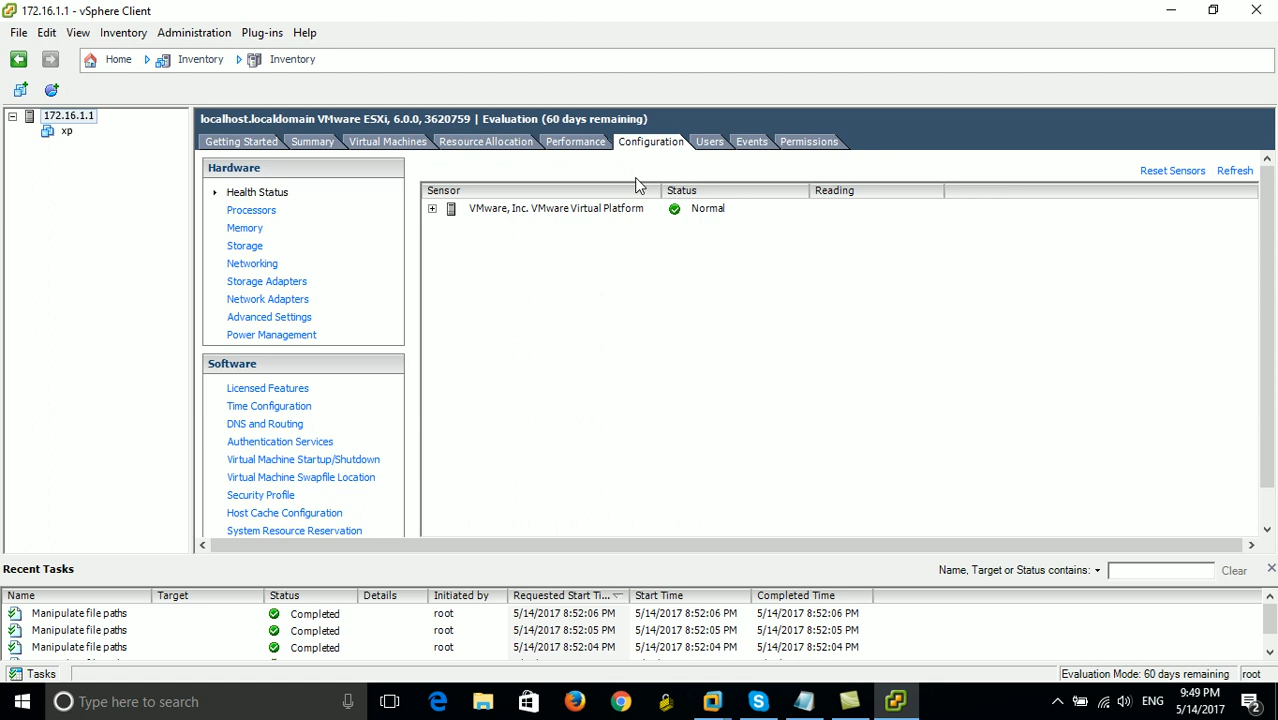 172.16.1.1 - vSphere Client
File Edit View Inventory Administration Plug-ins Help
Home Inventory Inventory
172.16.1.1
xp
localhost.localdomain VMware ESXi, 6.0.0, 3620759 | Evaluation (60 days remaining)
Getting Started Summary Virtual Machines Resource Allocation Performance Configuration Users Events Permissions
Hardware
Health Status
Processors
Memory
Storage
Networking
Storage Adapters
Network Adapters
Advanced Settings
Power Management
Software
Licensed Features
Time Configuration
DNS and Routing
Authentication Services
Virtual Machine Startup/Shutdown
Virtual Machine Swapfile Location
Security Profile
Host Cache Configuration
System Resource Reservation
Reset Sensors Refresh
Sensor Status Reading
VMware, Inc. VMware Virtual Platform Normal
Recent Tasks
Name, Target or Status contains: Clear
Name Target Status Details Initiated by Requested Start Ti... Start Time Completed Time
Manipulate file paths Completed root 5/14/2017 8:52:06 PM 5/14/2017 8:52:06 PM 5/14/2017 8:52:06 PM
Manipulate file paths Completed root 5/14/2017 8:52:05 PM 5/14/2017 8:52:05 PM 5/14/2017 8:52:05 PM
Manipulate file paths Completed root 5/14/2017 8:52:04 PM 5/14/2017 8:52:04 PM 5/14/2017 8:52:04 PM
Tasks Evaluation Mode: 60 days remaining root
Type here to search ENG 9:49 PM
5/14/2017 2